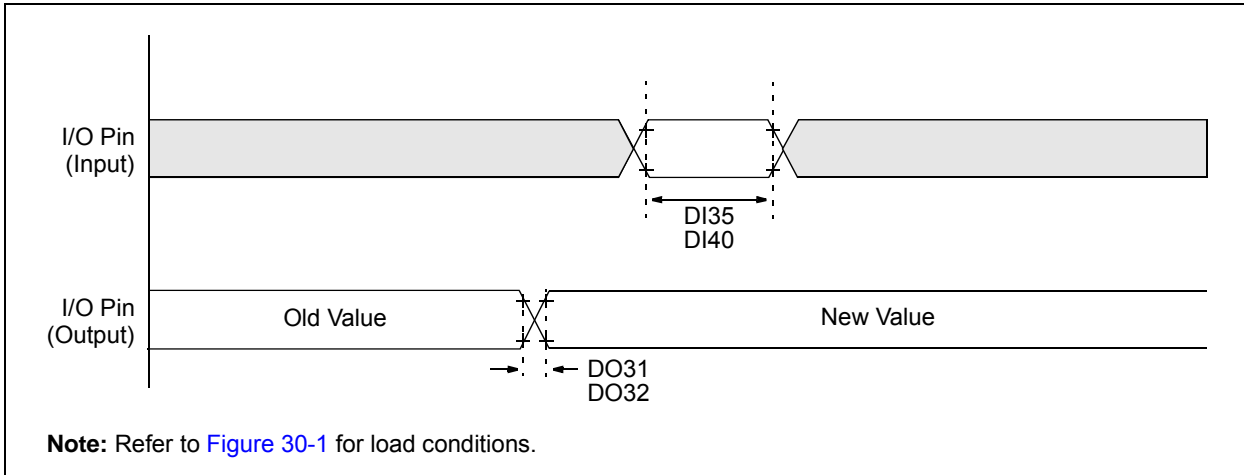 I/O Pin
(Input)
DI35
DI40
I/O Pin
(Output)
Old Value
New Value
DO31
DO32
Note: Refer to Figure 30-1 for load conditions.